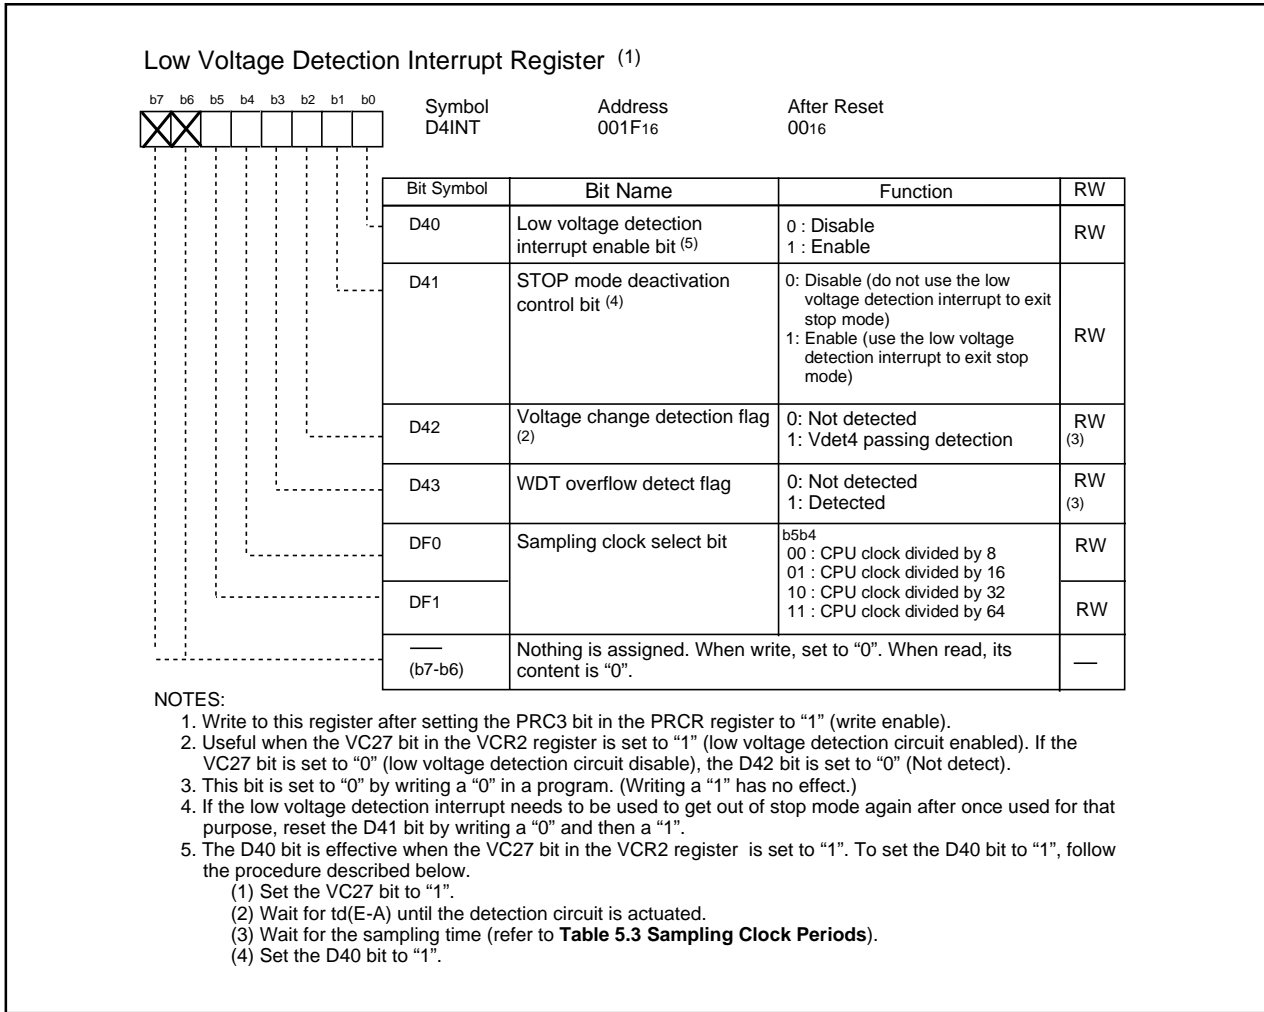 Low Voltage Detection Interrupt Register (1)
b7 b6 b5 b4 b3 b2 b1 b0
Symbol Address After Reset
D4INT 001F16 0016
Bit Symbol Bit Name Function RW
D40 Low voltage detection interrupt enable bit (5) 0 : Disable RW
1 : Enable
D41 STOP mode deactivation control bit (4) 0: Disable (do not use the low
voltage detection interrupt to exit
stop mode)
1: Enable (use the low voltage RW
detection interrupt to exit stop
mode)
D42 Voltage change detection flag (2) 0: Not detected RW
1: Vdet4 passing detection (3)
D43 WDT overflow detect flag 0: Not detected RW
1: Detected (3)
DF0 Sampling clock select bit b5b4 RW
00 : CPU clock divided by 8
01 : CPU clock divided by 16
DF1 10 : CPU clock divided by 32 RW
11 : CPU clock divided by 64
— (b7-b6) Nothing is assigned. When write, set to “0”. When read, its —
content is “0”.
NOTES:
1. Write to this register after setting the PRC3 bit in the PRCR register to “1” (write enable).
2. Useful when the VC27 bit in the VCR2 register is set to “1” (low voltage detection circuit enabled). If the
VC27 bit is set to “0” (low voltage detection circuit disable), the D42 bit is set to “0” (Not detect).
3. This bit is set to “0” by writing a “0” in a program. (Writing a “1” has no effect.)
4. If the low voltage detection interrupt needs to be used to get out of stop mode again after once used for that
purpose, reset the D41 bit by writing a “0” and then a “1”.
5. The D40 bit is effective when the VC27 bit in the VCR2 register is set to “1”. To set the D40 bit to “1”, follow
the procedure described below.
(1) Set the VC27 bit to “1”.
(2) Wait for td(E-A) until the detection circuit is actuated.
(3) Wait for the sampling time (refer to Table 5.3 Sampling Clock Periods).
(4) Set the D40 bit to “1”.